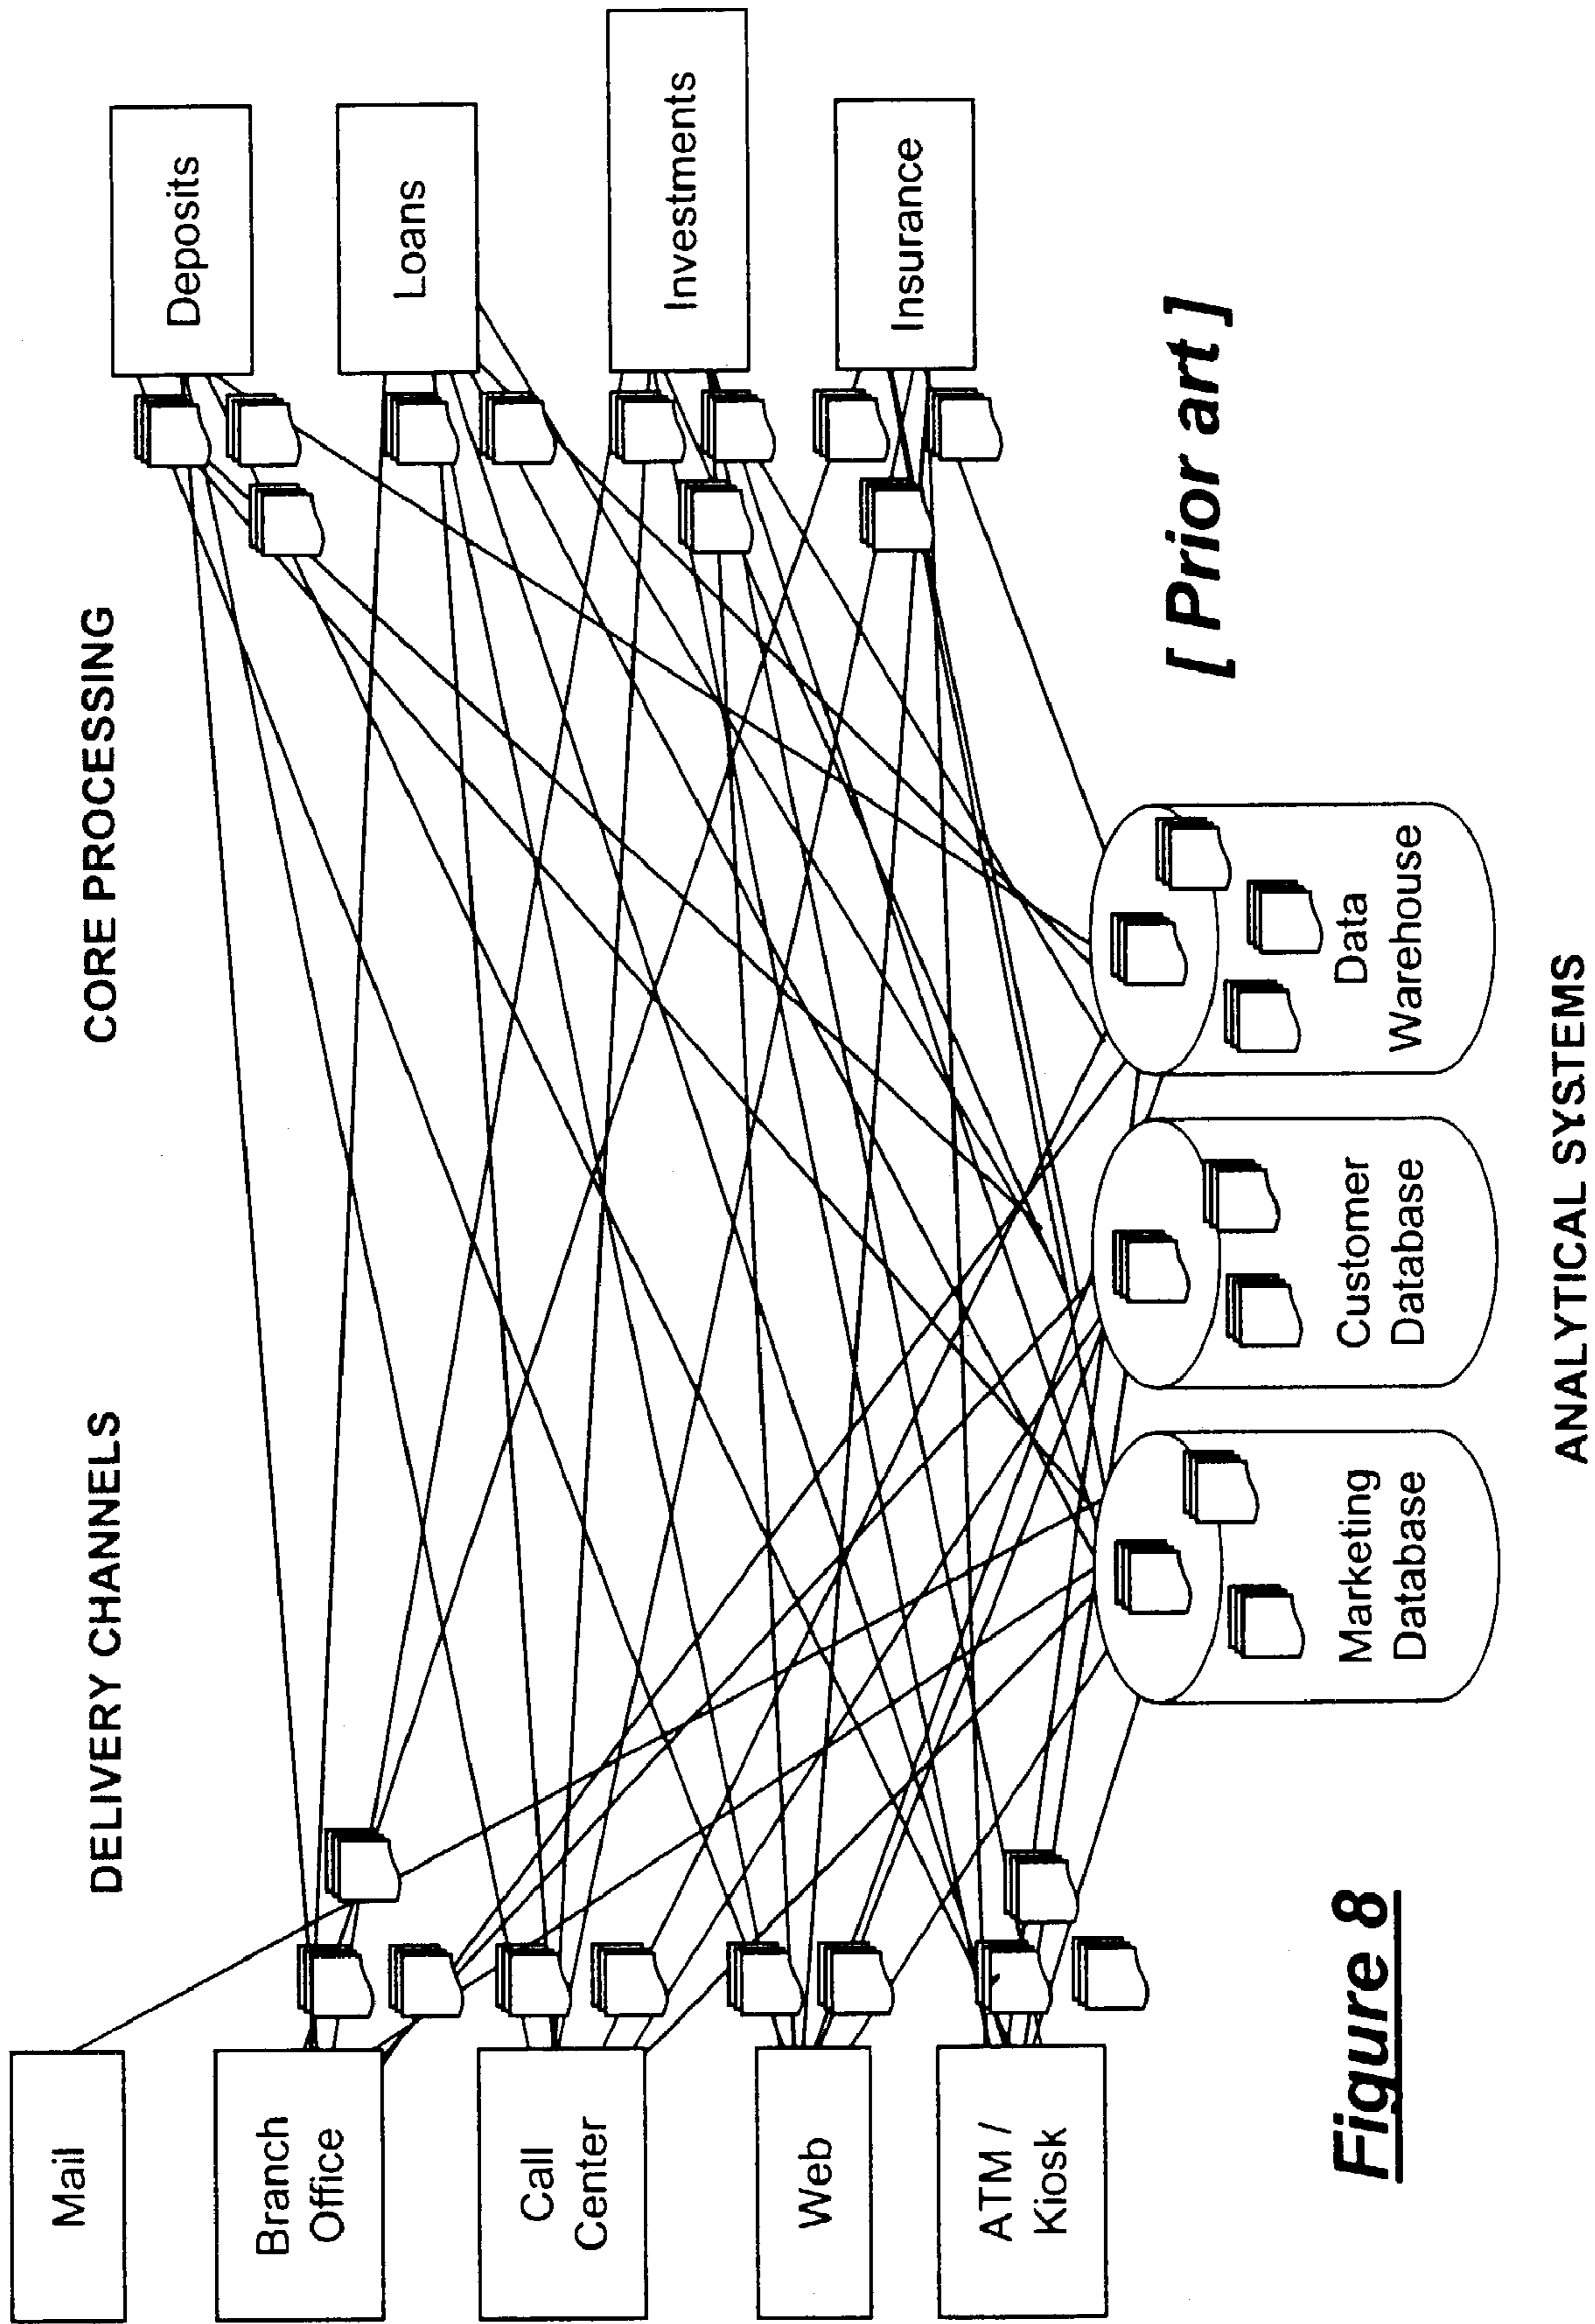 DELIVERY CHANNELS
CORE PROCESSING
Mail
Branch
Office
Call
Center
Web
ATM /
Kiosk
Deposits
Loans
Investments
Insurance
Marketing
Database
Customer
Database
Data
Warehouse
ANALYTICAL SYSTEMS
[ Prior art ]
Figure 8